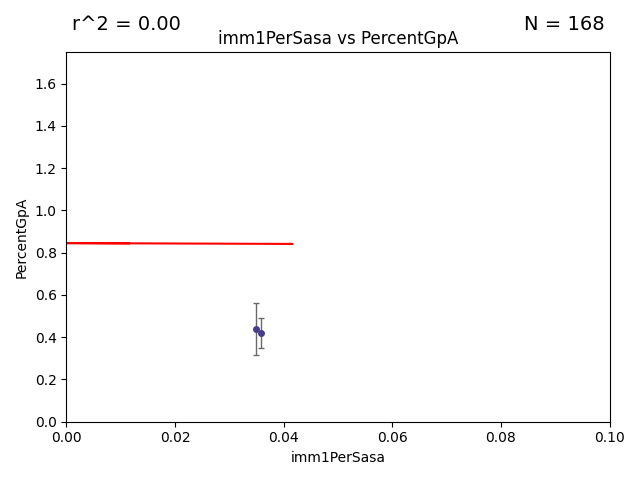 r^2 = 0.00
N = 168
imm1PerSasa vs PercentGpA
PercentGpA
1.6
1.4
1.2
1.0
0.8
0.6
0.4
0.2
0.0
0.00 0.02 0.04 0.06 0.08 0.10
imm1PerSasa